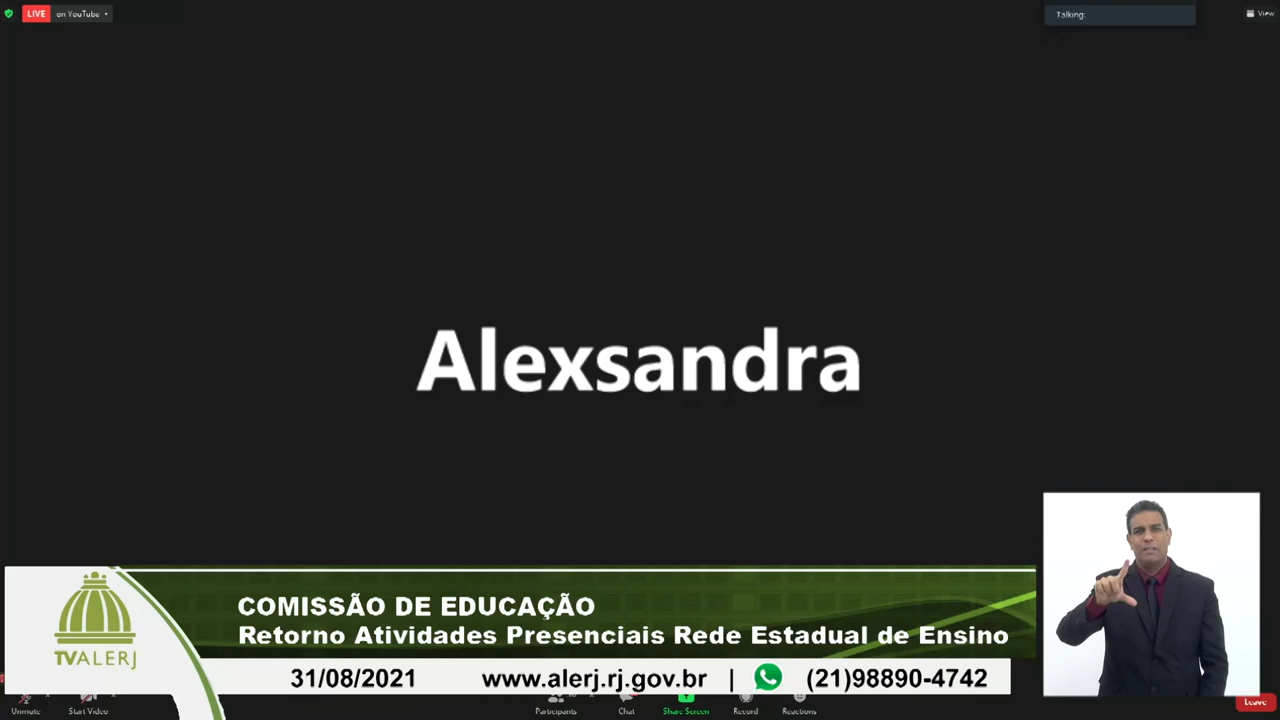 LIVE on YouTube
Talking:
View
Alexsandra
COMISSÃO DE EDUCAÇÃO
Retorno Atividades Presenciais Rede Estadual de Ensino
TVALERJ
31/08/2021 www.alerj.rj.gov.br | (21)98890-4742
Unmute Start Video Participants Chat Share Screen Record Reactions Leave